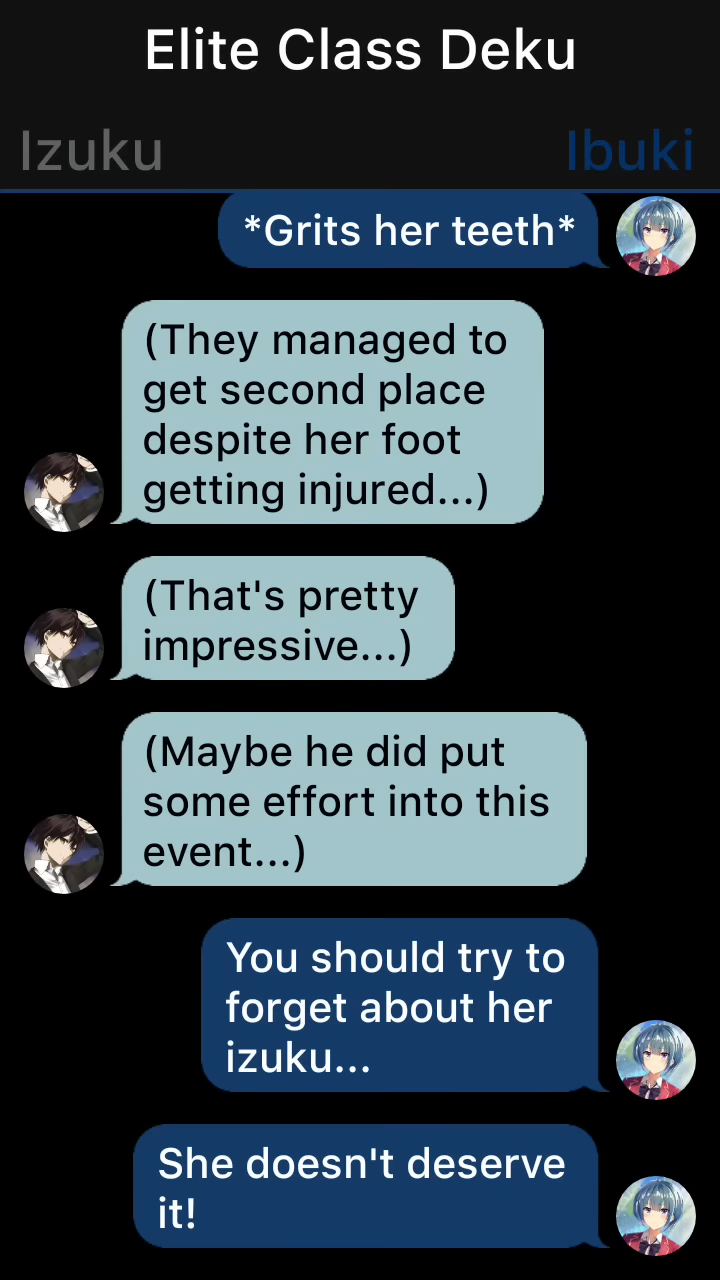 Elite Class Deku
Izuku
Ibuki
*Grits her teeth*
(They managed to
get second place
despite her foot
getting injured...)
(That's pretty
impressive...)
(Maybe he did put
some effort into this
event...)
You should try to
forget about her
izuku...
She doesn't deserve
it!